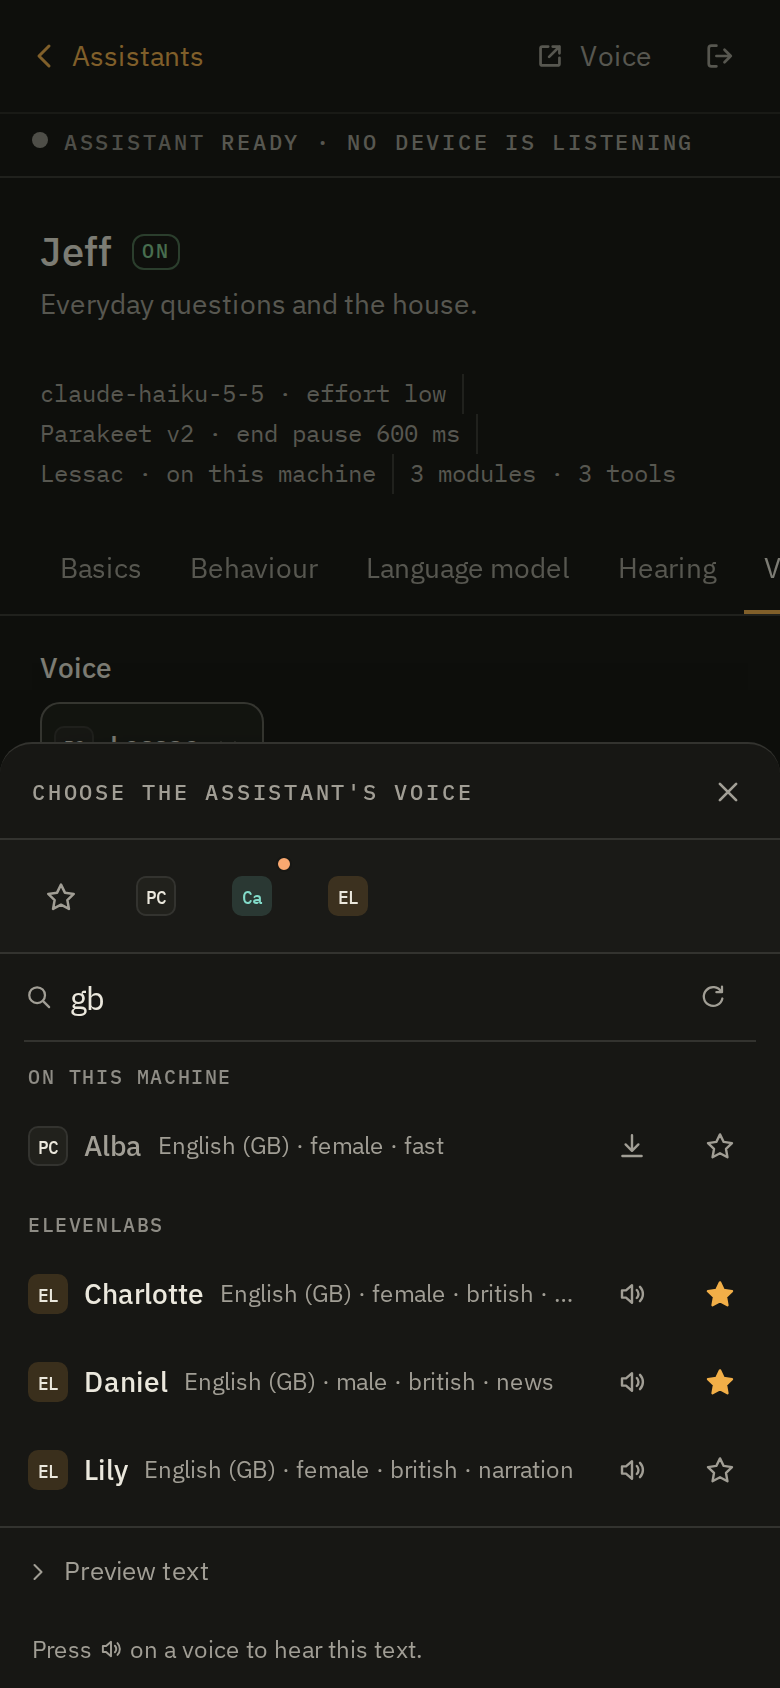 Assistants
Voice
ASSISTANT READY · NO DEVICE IS LISTENING
Jeff ON
Everyday questions and the house.
claude-haiku-5-5 · effort low
Parakeet v2 · end pause 600 ms
Lessac · on this machine 3 modules · 3 tools
Basics Behaviour Language model Hearing V
Voice
CHOOSE THE ASSISTANT'S VOICE
PC Ca EL
gb
ON THIS MACHINE
PC Alba English (GB) · female · fast
ELEVENLABS
EL Charlotte English (GB) · female · british · ...
EL Daniel English (GB) · male · british · news
EL Lily English (GB) · female · british · narration
Preview text
Press on a voice to hear this text.